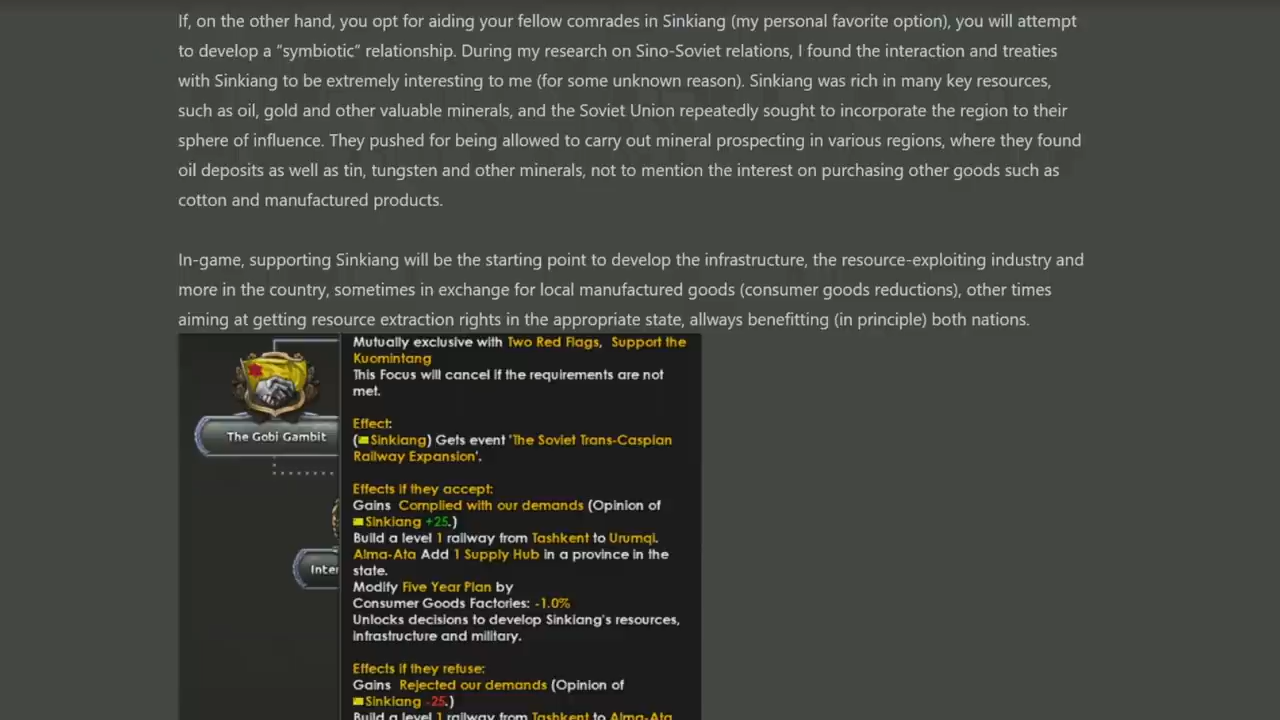 If, on the other hand, you opt for aiding your fellow comrades in Sinkiang (my personal favorite option), you will attempt
to develop a “symbiotic” relationship. During my research on Sino-Soviet relations, I found the interaction and treaties
with Sinkiang to be extremely interesting to me (for some unknown reason). Sinkiang was rich in many key resources,
such as oil, gold and other valuable minerals, and the Soviet Union repeatedly sought to incorporate the region to their
sphere of influence. They pushed for being allowed to carry out mineral prospecting in various regions, where they found
oil deposits as well as tin, tungsten and other minerals, not to mention the interest on purchasing other goods such as
cotton and manufactured products.
In-game, supporting Sinkiang will be the starting point to develop the infrastructure, the resource-exploiting industry and
more in the country, sometimes in exchange for local manufactured goods (consumer goods reductions), other times
aiming at getting resource extraction rights in the appropriate state, allways benefitting (in principle) both nations.
The Gobi Gambit
Inter
Mutually exclusive with Two Red Flags, Support the
Kuomintang
This Focus will cancel if the requirements are not
met.
Effect:
(Sinkiang) Gets event 'The Soviet Trans-Caspian
Railway Expansion'.
Effects if they accept:
Gains Complied with our demands (Opinion of
Sinkiang +25.)
Build a level 1 railway from Tashkent to Urumqi.
Alma-Ata Add 1 Supply Hub in a province in the
state.
Modify Five Year Plan by
Consumer Goods Factories: -1.0%
Unlocks decisions to develop Sinkiang's resources,
infrastructure and military.
Effects if they refuse:
Gains Rejected our demands (Opinion of
Sinkiang -25.)
Build a level 1 railway from Tashkent to Alma-Ata